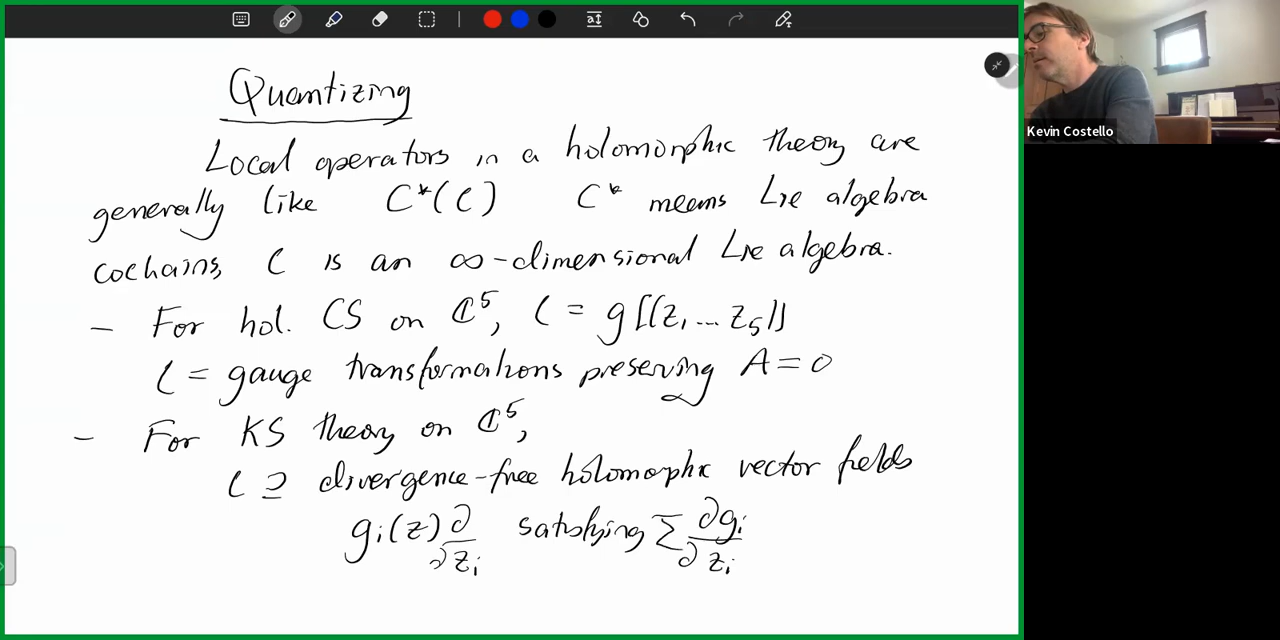 Quantizing
Local operators in a holomorphic theory are
generally like C*(L) C* means Lie algebra
cochains, L is an ∞-dimensional Lie algebra.
- For hol. CS on ℂ⁵, L = g[[z₁ ... z₅]]
L = gauge transformations preserving A = 0
- For KS theory on ℂ⁵,
L ⊇ divergence-free holomorphic vector fields
gᵢ(z) ∂/∂zᵢ satisfying Σ ∂gᵢ/∂zᵢ
Kevin Costello